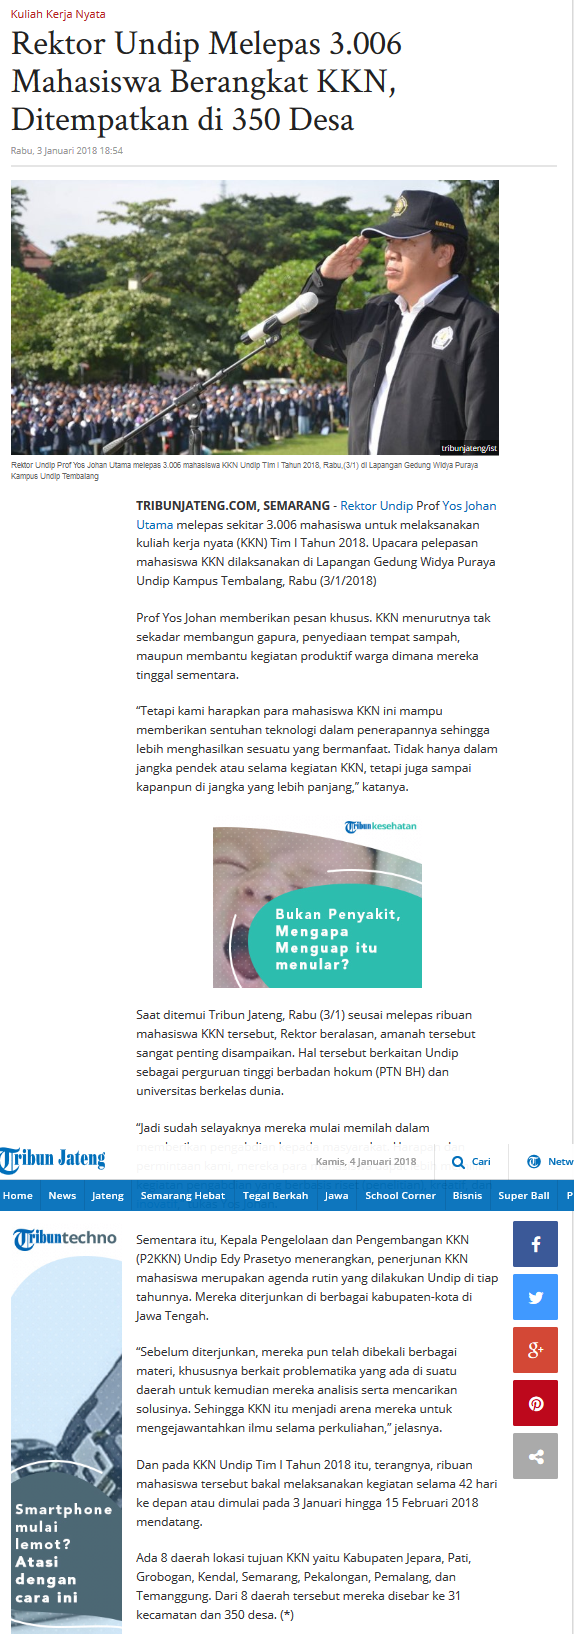 Kuliah Kerja Nyata
Rektor Undip Melepas 3.006
Mahasiswa Berangkat KKN,
Ditempatkan di 350 Desa
Rabu, 3 Januari 2018 18:54
REKTOR
tribunjateng/ist
Rektor Undip Prof Yos Johan Utama melepas 3.006 mahasiswa KKN Undip Tim I Tahun 2018, Rabu,(3/1) di Lapangan Gedung Widya Puraya
Kampus Undip Tembalang
TRIBUNJATENG.COM, SEMARANG - Rektor Undip Prof Yos Johan
Utama melepas sekitar 3.006 mahasiswa untuk melaksanakan
kuliah kerja nyata (KKN) Tim I Tahun 2018. Upacara pelepasan
mahasiswa KKN dilaksanakan di Lapangan Gedung Widya Puraya
Undip Kampus Tembalang, Rabu (3/1/2018)
Prof Yos Johan memberikan pesan khusus. KKN menurutnya tak
sekadar membangun gapura, penyediaan tempat sampah,
maupun membantu kegiatan produktif warga dimana mereka
tinggal sementara.
“Tetapi kami harapkan para mahasiswa KKN ini mampu
memberikan sentuhan teknologi dalam penerapannya sehingga
lebih menghasilkan sesuatu yang bermanfaat. Tidak hanya dalam
jangka pendek atau selama kegiatan KKN, tetapi juga sampai
kapanpun di jangka yang lebih panjang,” katanya.
Tribunkesehatan
Bukan Penyakit,
Mengapa
Menguap itu
menular?
Saat ditemui Tribun Jateng, Rabu (3/1) seusai melepas ribuan
mahasiswa KKN tersebut, Rektor beralasan, amanah tersebut
sangat penting disampaikan. Hal tersebut berkaitan Undip
sebagai perguruan tinggi berbadan hokum (PTN BH) dan
universitas berkelas dunia.
“Jadi sudah selayaknya mereka mulai memilah dalam
Tribun Jateng Kamis, 4 Januari 2018 Cari Netw
Home News Jateng Semarang Hebat Tegal Berkah Jawa School Corner Bisnis Super Ball P
Tribuntechno
Sementara itu, Kepala Pengelolaan dan Pengembangan KKN
(P2KKN) Undip Edy Prasetyo menerangkan, penerjunan KKN
mahasiswa merupakan agenda rutin yang dilakukan Undip di tiap
tahunnya. Mereka diterjunkan di berbagai kabupaten-kota di
Jawa Tengah.
“Sebelum diterjunkan, mereka pun telah dibekali berbagai
materi, khususnya berkait problematika yang ada di suatu
daerah untuk kemudian mereka analisis serta mencarikan
solusinya. Sehingga KKN itu menjadi arena mereka untuk
mengejawantahkan ilmu selama perkuliahan,” jelasnya.
Dan pada KKN Undip Tim I Tahun 2018 itu, terangnya, ribuan
mahasiswa tersebut bakal melaksanakan kegiatan selama 42 hari
ke depan atau dimulai pada 3 Januari hingga 15 Februari 2018
mendatang.
Smartphone
mulai
lemot?
Atasi
dengan
cara ini
Ada 8 daerah lokasi tujuan KKN yaitu Kabupaten Jepara, Pati,
Grobogan, Kendal, Semarang, Pekalongan, Pemalang, dan
Temanggung. Dari 8 daerah tersebut mereka disebar ke 31
kecamatan dan 350 desa. (*)